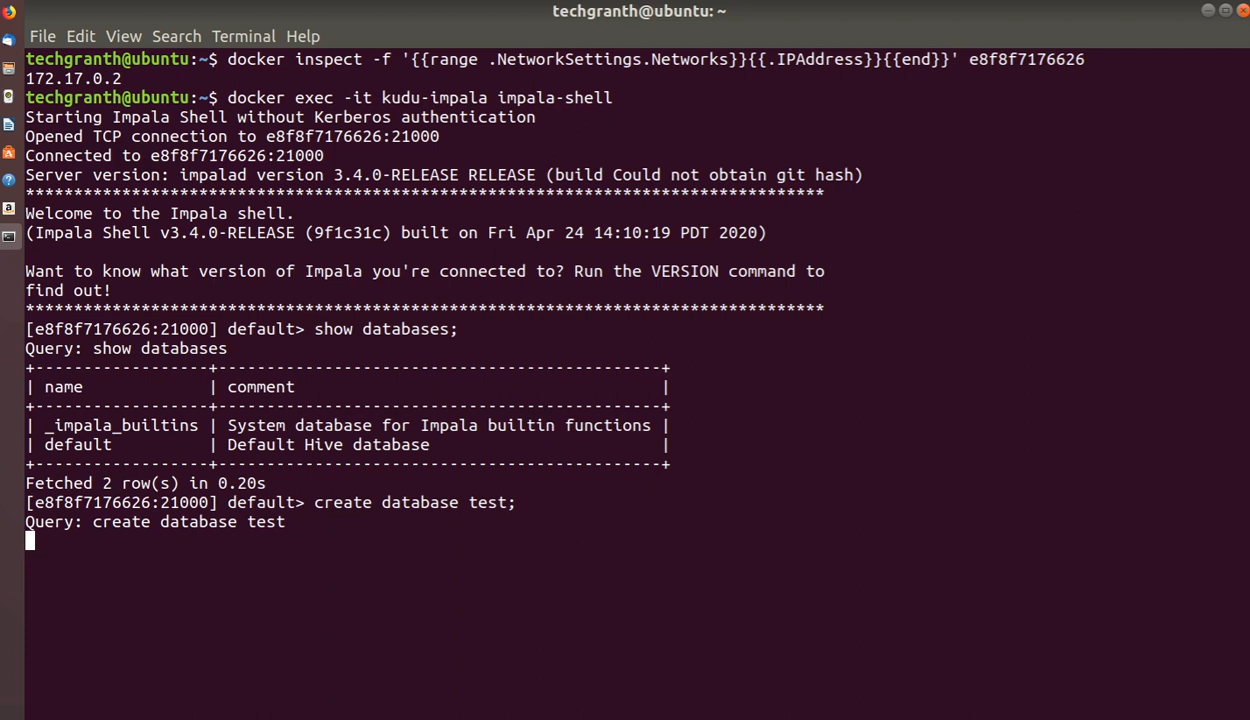 techgranth@ubuntu: ~
File Edit View Search Terminal Help
techgranth@ubuntu:~$ docker inspect -f '{{range .NetworkSettings.Networks}}{{.IPAddress}}{{end}}' e8f8f7176626
172.17.0.2
techgranth@ubuntu:~$ docker exec -it kudu-impala impala-shell
Starting Impala Shell without Kerberos authentication
Opened TCP connection to e8f8f7176626:21000
Connected to e8f8f7176626:21000
Server version: impalad version 3.4.0-RELEASE RELEASE (build Could not obtain git hash)
***********************************************************************************
Welcome to the Impala shell.
(Impala Shell v3.4.0-RELEASE (9f1c31c) built on Fri Apr 24 14:10:19 PDT 2020)
Want to know what version of Impala you're connected to? Run the VERSION command to
find out!
***********************************************************************************
[e8f8f7176626:21000] default> show databases;
Query: show databases
+------------------+----------------------------------------------+
| name             | comment                                      |
+------------------+----------------------------------------------+
| _impala_builtins | System database for Impala builtin functions |
| default          | Default Hive database                        |
+------------------+----------------------------------------------+
Fetched 2 row(s) in 0.20s
[e8f8f7176626:21000] default> create database test;
Query: create database test